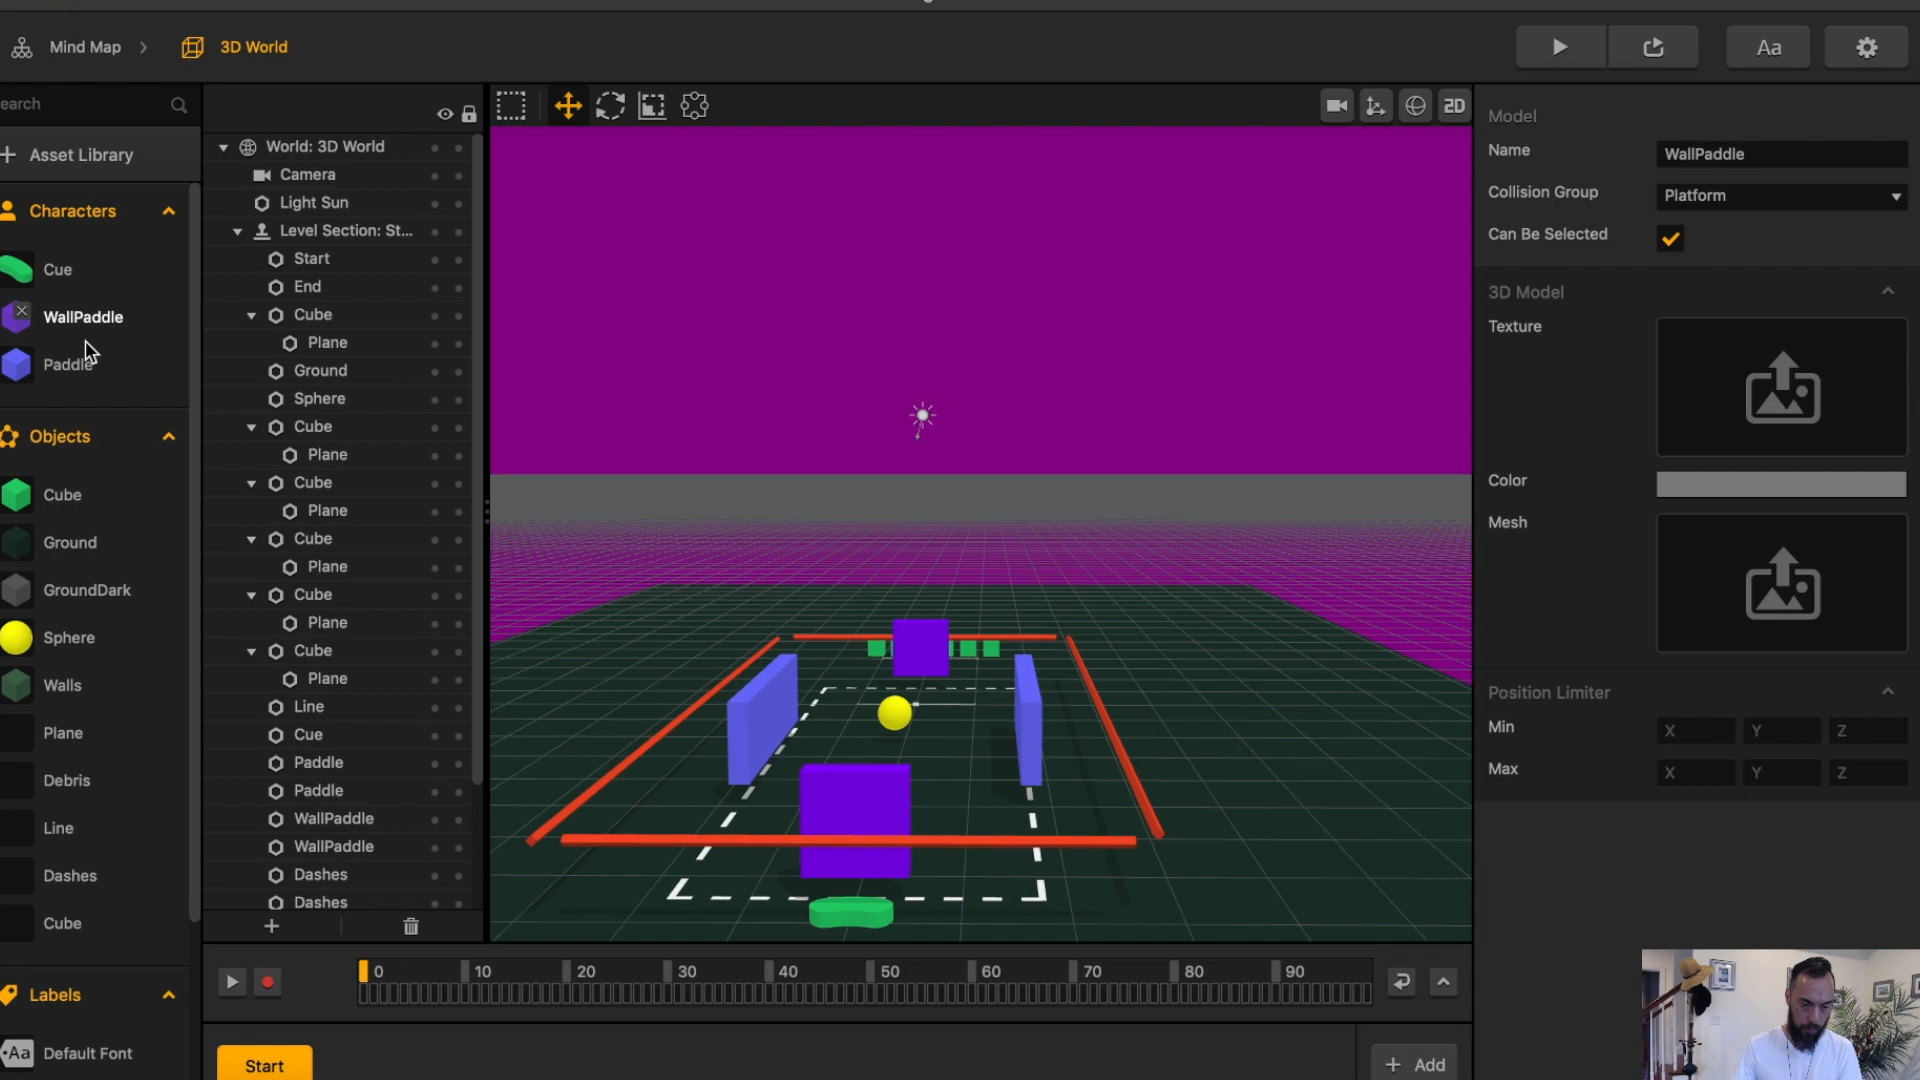 Mind Map
3D World
Aa
earch
Asset Library
Characters
Cue
WallPaddle
Paddle
Objects
Cube
Ground
GroundDark
Sphere
Walls
Plane
Debris
Line
Dashes
Cube
Labels
Aa Default Font
World: 3D World
Camera
Light Sun
Level Section: St...
Start
End
Cube
Plane
Ground
Sphere
Cube
Plane
Cube
Plane
Cube
Plane
Cube
Plane
Cube
Plane
Line
Cue
Paddle
Paddle
WallPaddle
WallPaddle
Dashes
Dashes
2D
0 10 20 30 40 50 60 70 80 90
Start
+ Add
Model
Name WallPaddle
Collision Group Platform
Can Be Selected
3D Model
Texture
Color
Mesh
Position Limiter
Min X Y Z
Max X Y Z